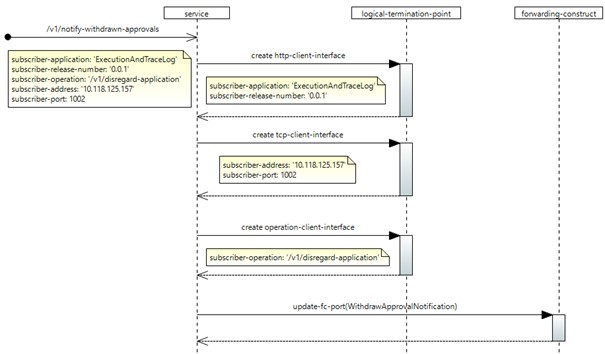 service
logical-termination-point
forwarding-construct
/v1/notify-withdrawn-approvals
subscriber-application: 'ExecutionAndTraceLog'
subscriber-release-number: '0.0.1'
subscriber-operation: '/v1/disregard-application'
subscriber-address: '10.118.125.157'
subscriber-port: 1002
create http-client-interface
subscriber-application: 'ExecutionAndTraceLog'
subscriber-release-number: '0.0.1'
create tcp-client-interface
subscriber-address: '10.118.125.157'
subscriber-port: 1002
create operation-client-interface
subscriber-operation: '/v1/disregard-application'
update-fc-port(WithdrawApprovalNotification)